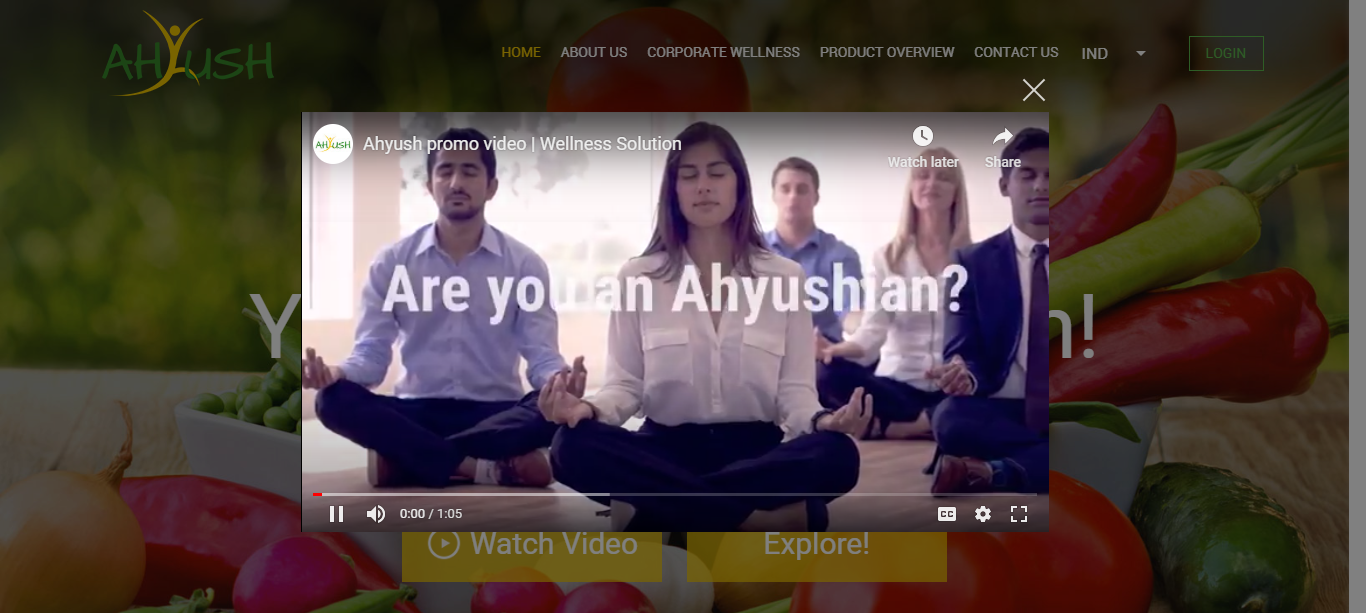 AHYUSH
HOME ABOUT US CORPORATE WELLNESS PRODUCT OVERVIEW CONTACT US IND LOGIN
AHYUSH Ahyush promo video | Wellness Solution
Watch later Share
Are you an Ahyushian?
Y n!
0:00 / 1:05 CC
Watch Video Explore!